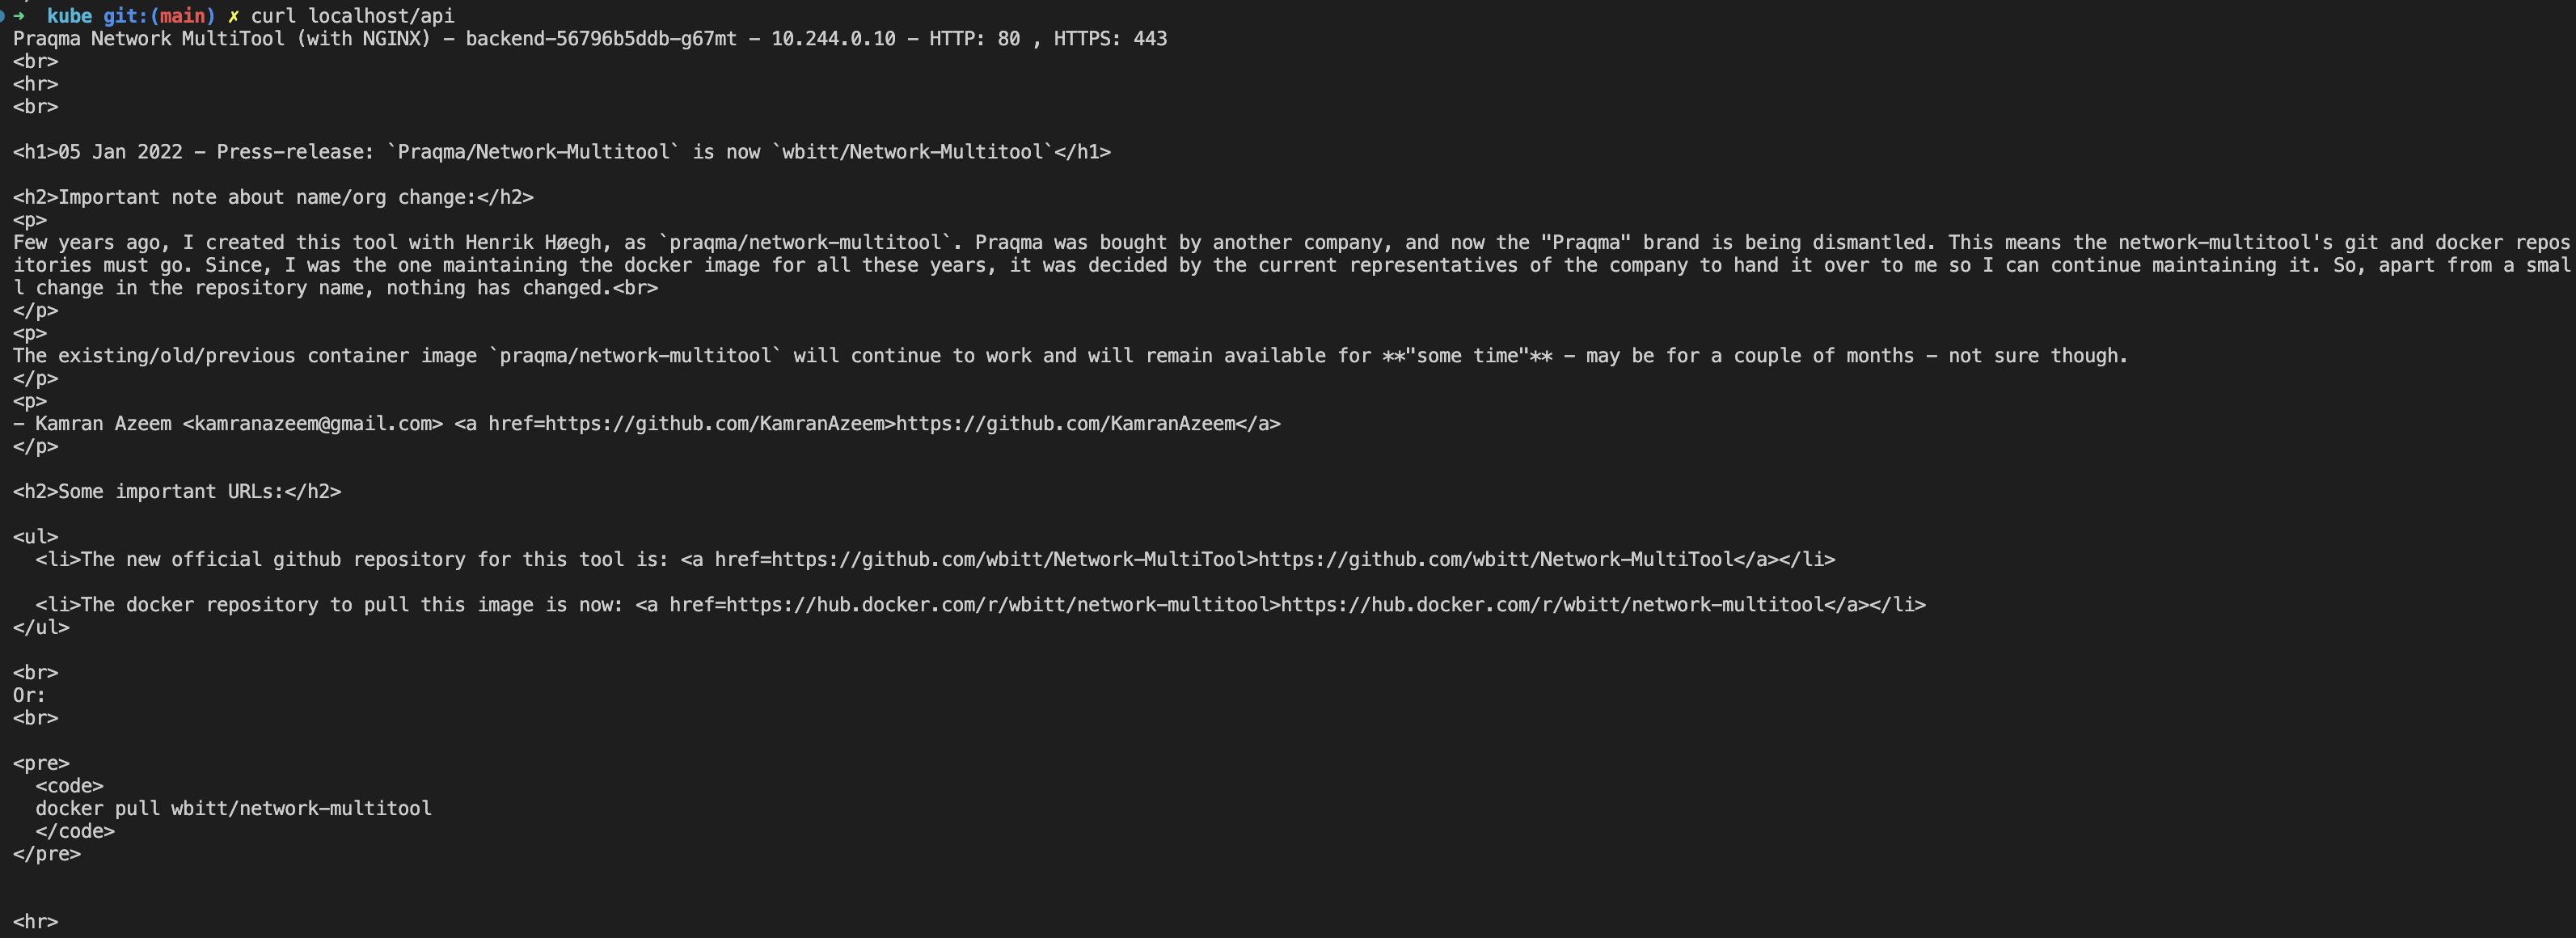 ➜  kube git:(main) ✗ curl localhost/api
Praqma Network MultiTool (with NGINX) - backend-56796b5ddb-g67mt - 10.244.0.10 - HTTP: 80 , HTTPS: 443
<br>
<hr>
<br>

<h1>05 Jan 2022 - Press-release: `Praqma/Network-Multitool` is now `wbitt/Network-Multitool`</h1>

<h2>Important note about name/org change:</h2>
<p>
Few years ago, I created this tool with Henrik Høegh, as `praqma/network-multitool`. Praqma was bought by another company, and now the "Praqma" brand is being dismantled. This means the network-multitool's git and docker repos
itories must go. Since, I was the one maintaining the docker image for all these years, it was decided by the current representatives of the company to hand it over to me so I can continue maintaining it. So, apart from a smal
l change in the repository name, nothing has changed.<br>
</p>
<p>
The existing/old/previous container image `praqma/network-multitool` will continue to work and will remain available for **"some time"** - may be for a couple of months - not sure though.
</p>
<p>
- Kamran Azeem <kamranazeem@gmail.com> <a href=https://github.com/KamranAzeem>https://github.com/KamranAzeem</a>
</p>

<h2>Some important URLs:</h2>

<ul>
  <li>The new official github repository for this tool is: <a href=https://github.com/wbitt/Network-MultiTool>https://github.com/wbitt/Network-MultiTool</a></li>

  <li>The docker repository to pull this image is now: <a href=https://hub.docker.com/r/wbitt/network-multitool>https://hub.docker.com/r/wbitt/network-multitool</a></li>
</ul>

<br>
Or:
<br>

<pre>
  <code>
  docker pull wbitt/network-multitool
  </code>
</pre>


<hr>